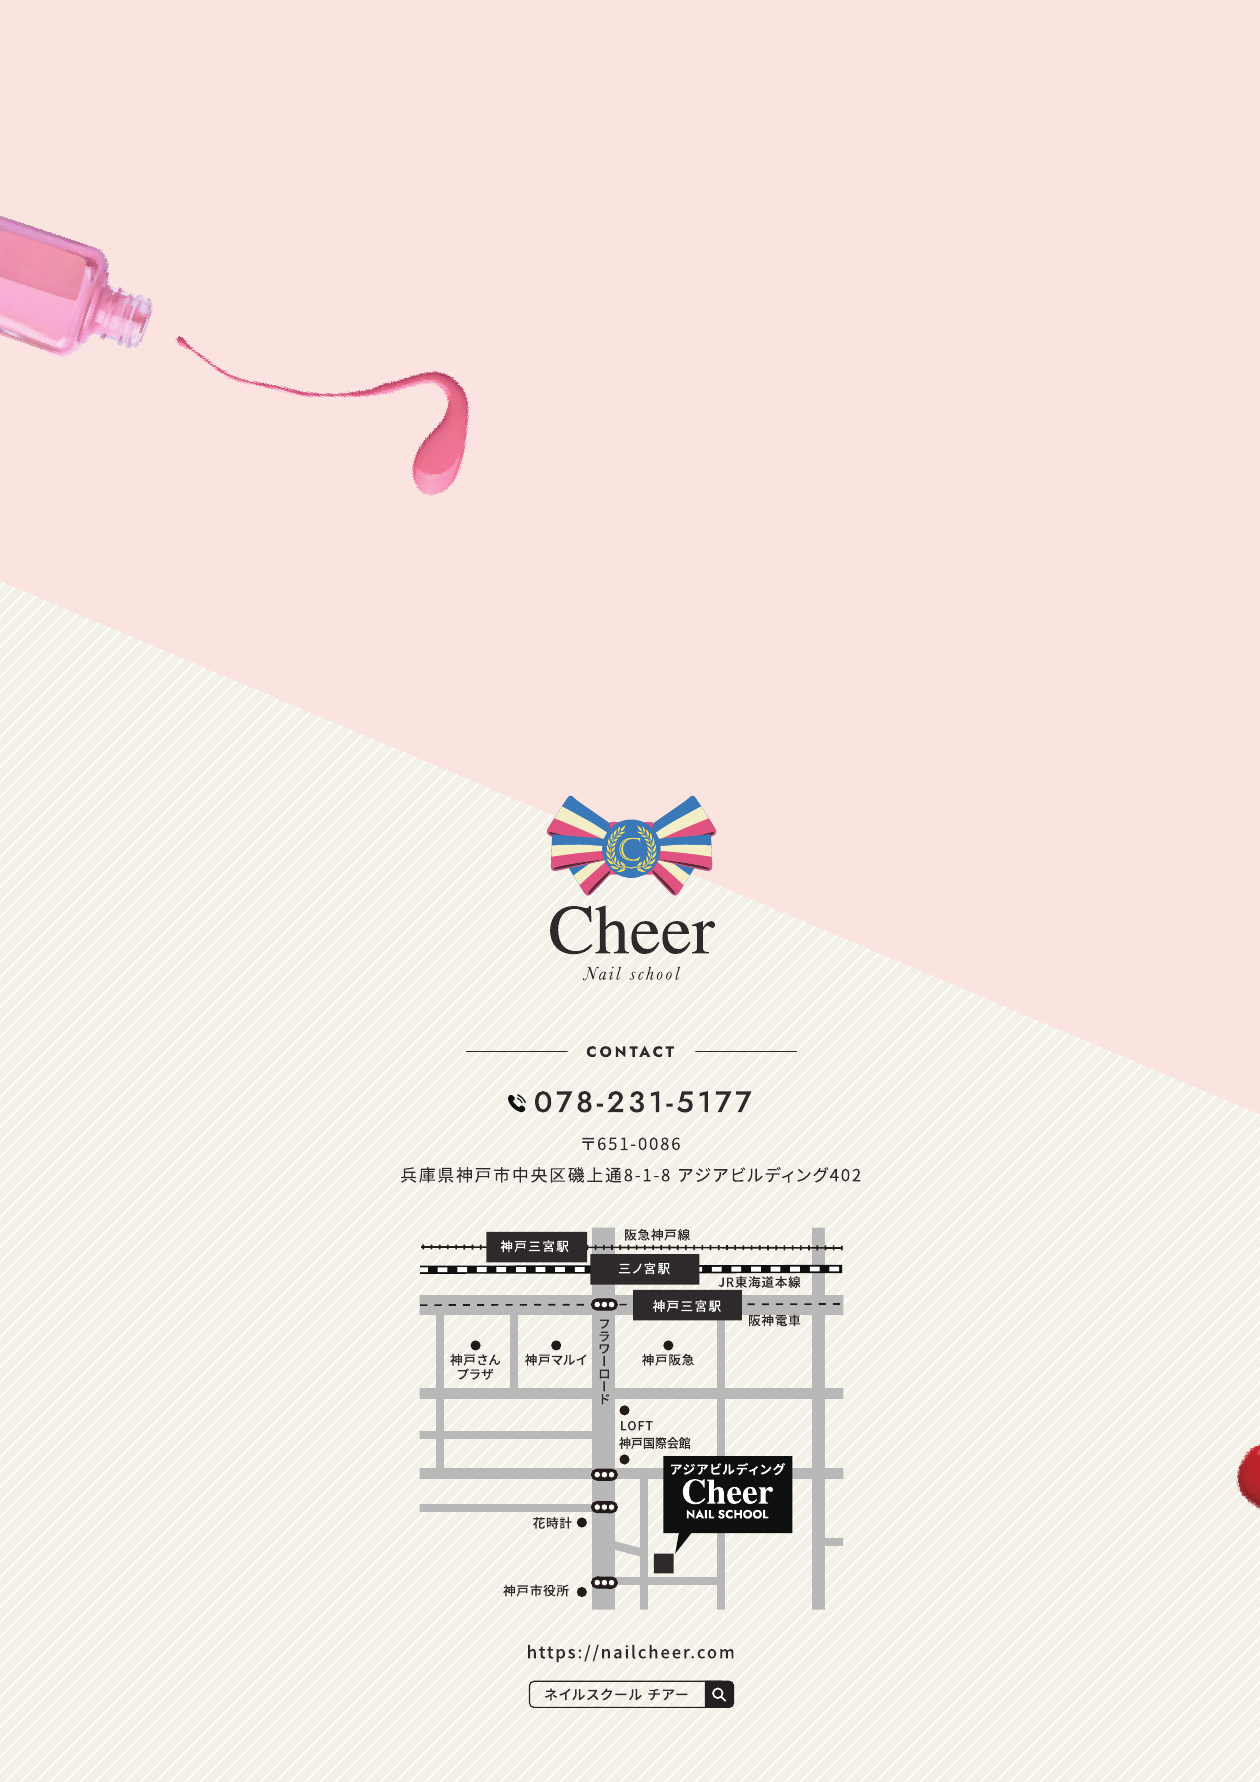 C
Cheer
Nail school
CONTACT
078-231-5177
〒651-0086
兵庫県神戸市中央区磯上通8-1-8 アジアビルディング402
阪急神戸線
神戸三宮駅
三ノ宮駅
JR東海道本線
神戸三宮駅
阪神電車
フラワーロード
神戸さん
プラザ
神戸マルイ
神戸阪急
LOFT
神戸国際会館
アジアビルディング
Cheer
NAIL SCHOOL
花時計
神戸市役所
https://nailcheer.com
ネイルスクール チアー